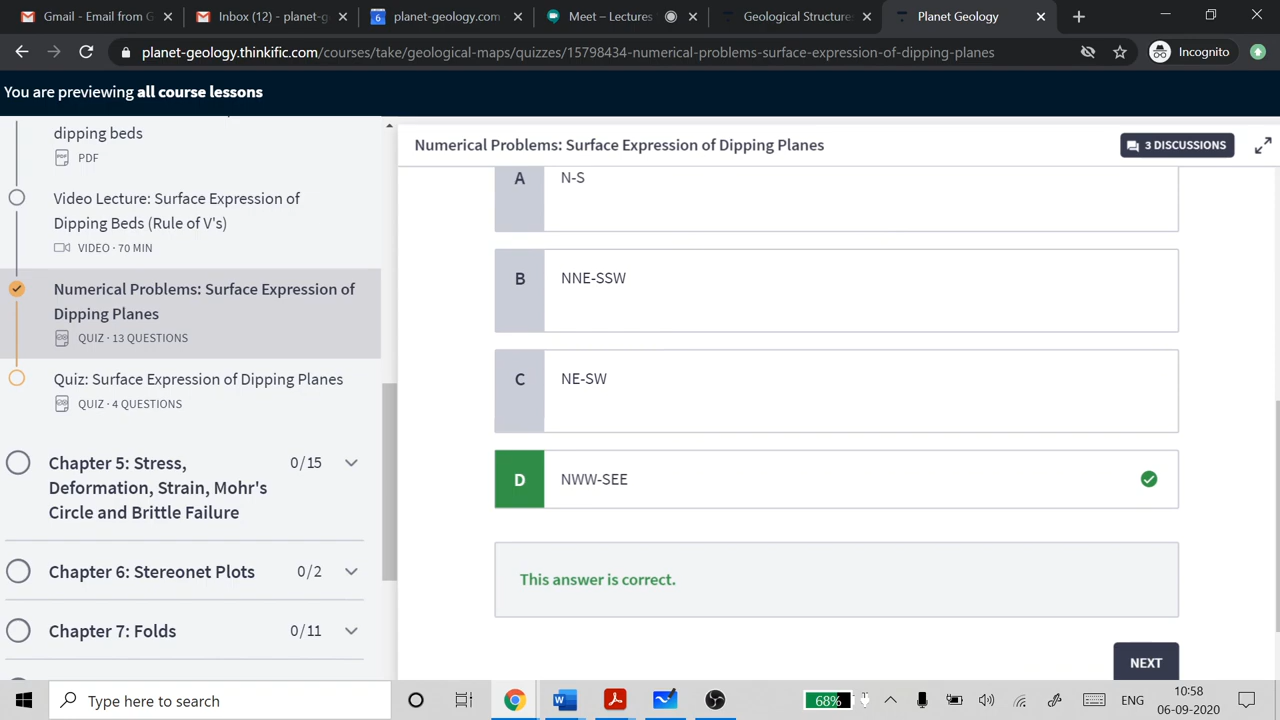 Gmail - Email from G
Inbox (12) - planet-g
6
planet-geology.com
Meet – Lectures
Geological Structure
Planet Geology
planet-geology.thinkific.com/courses/take/geological-maps/quizzes/15798434-numerical-problems-surface-expression-of-dipping-planes
Incognito
You are previewing all course lessons
dipping beds
PDF
Video Lecture: Surface Expression of
Dipping Beds (Rule of V's)
VIDEO · 70 MIN
Numerical Problems: Surface Expression of
Dipping Planes
QUIZ · 13 QUESTIONS
Quiz: Surface Expression of Dipping Planes
QUIZ · 4 QUESTIONS
Chapter 5: Stress,
Deformation, Strain, Mohr's
Circle and Brittle Failure
0/15
Chapter 6: Stereonet Plots
0/2
Chapter 7: Folds
0/11
Numerical Problems: Surface Expression of Dipping Planes
3 DISCUSSIONS
A N-S
B NNE-SSW
C NE-SW
D NWW-SEE
This answer is correct.
NEXT
Type here to search
68%
ENG
10:58
06-09-2020